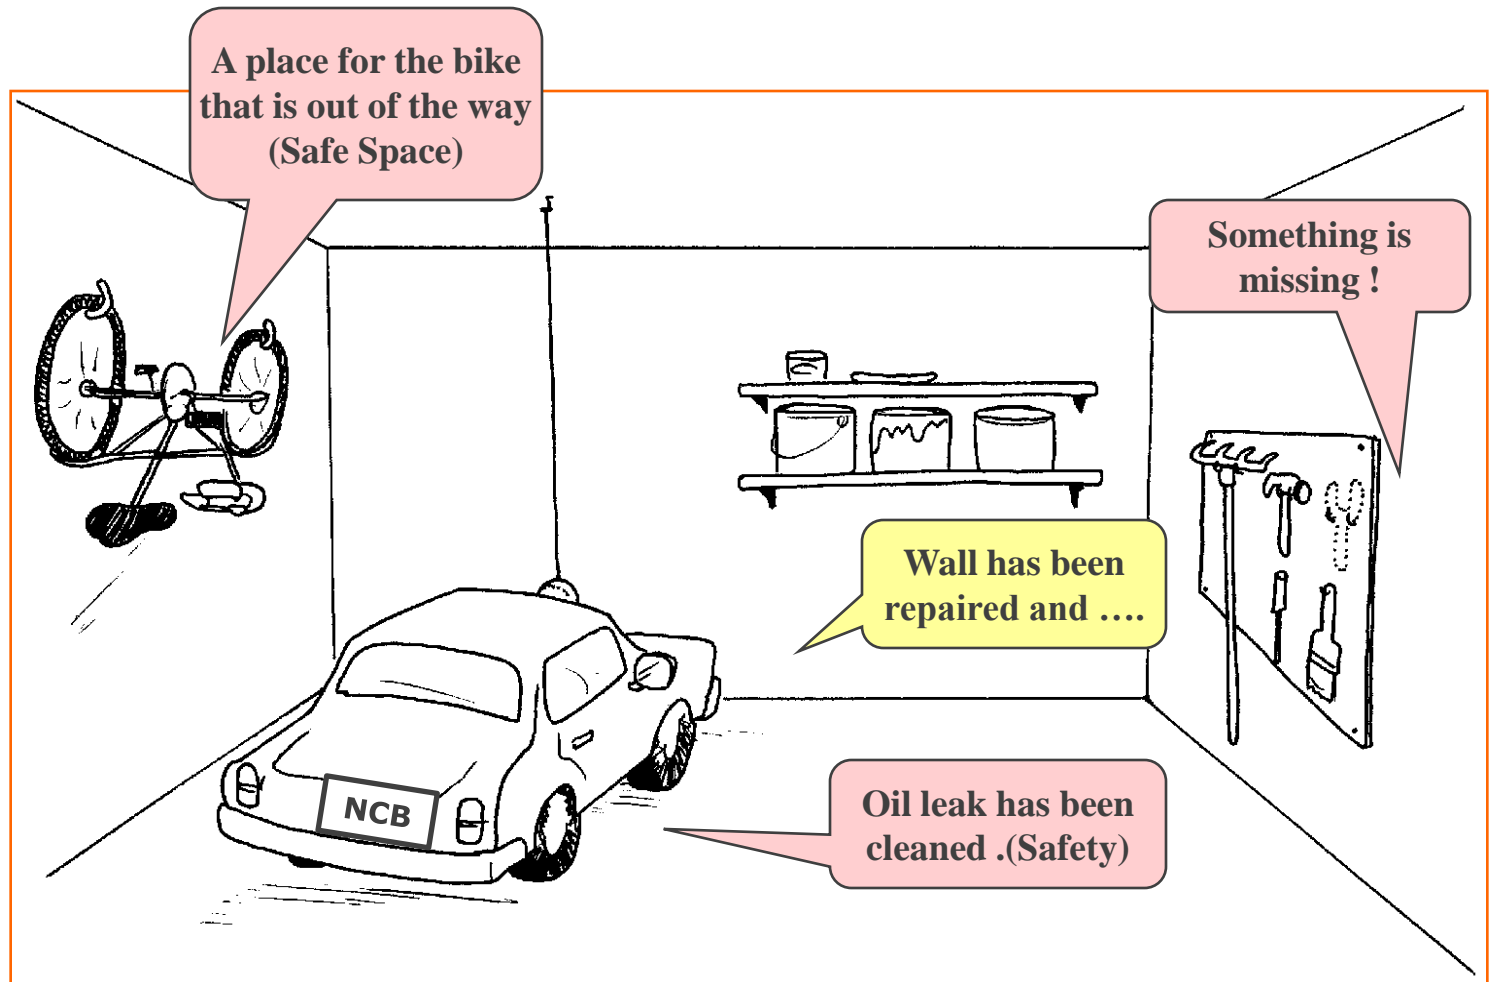 A place for the bike
that is out of the way
(Safe Space)
Something is
missing !
Wall has been
repaired and ....
Oil leak has been
cleaned .(Safety)
NCB